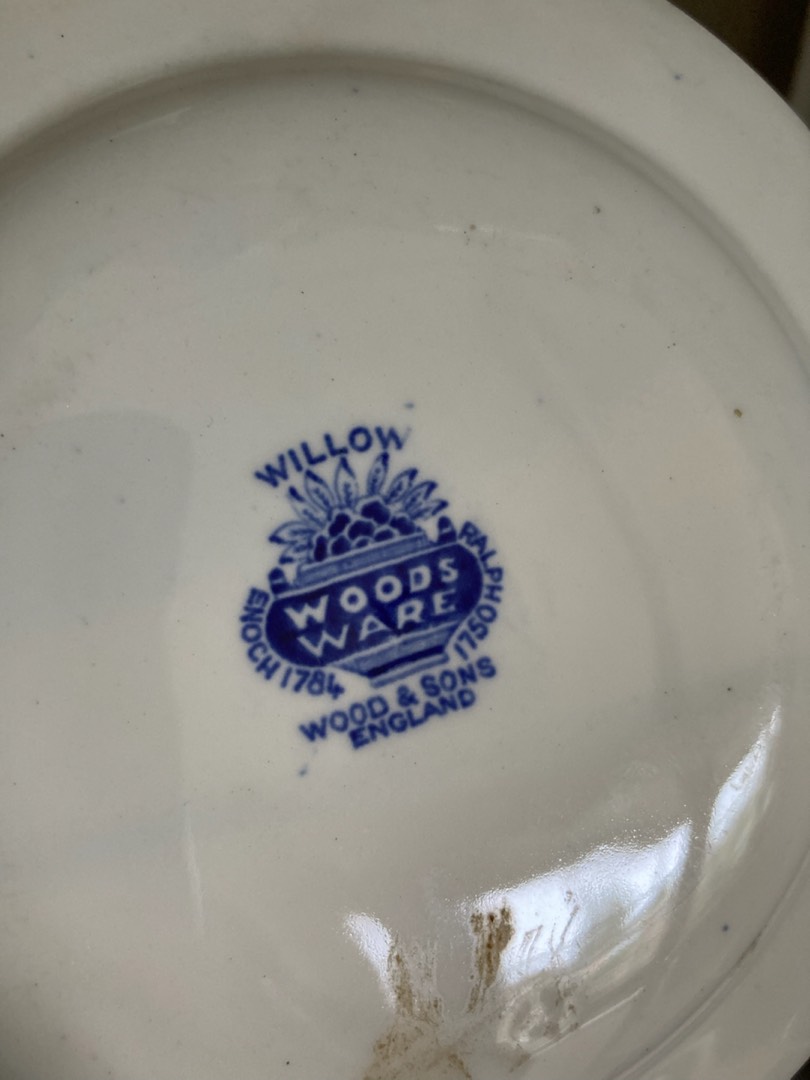 WILLOW
WOODS
WARE
ENOCH 1784
RALPH 1750
WOOD & SONS
ENGLAND